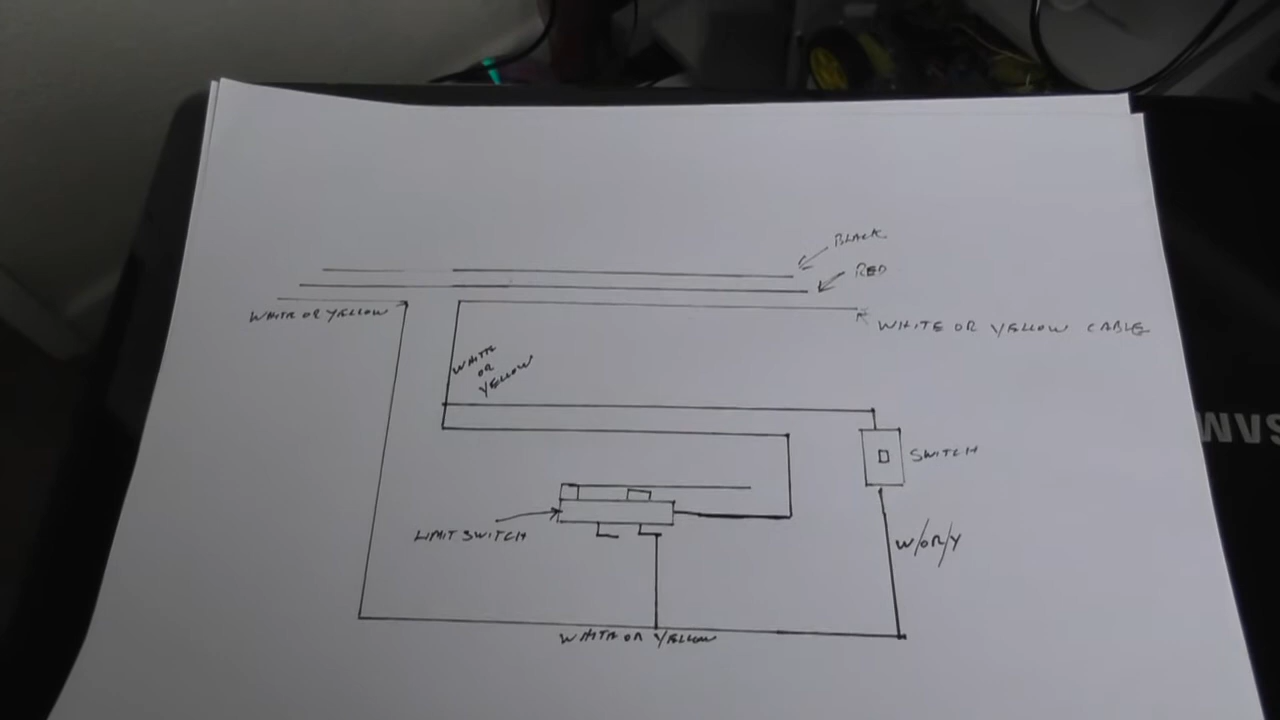 BLACK
RED
WHITE OR YELLOW
WHITE OR YELLOW CABLE
WHITE
OR
YELLOW
SWITCH
LIMIT SWITCH
W/OR/Y
WHITE OR YELLOW